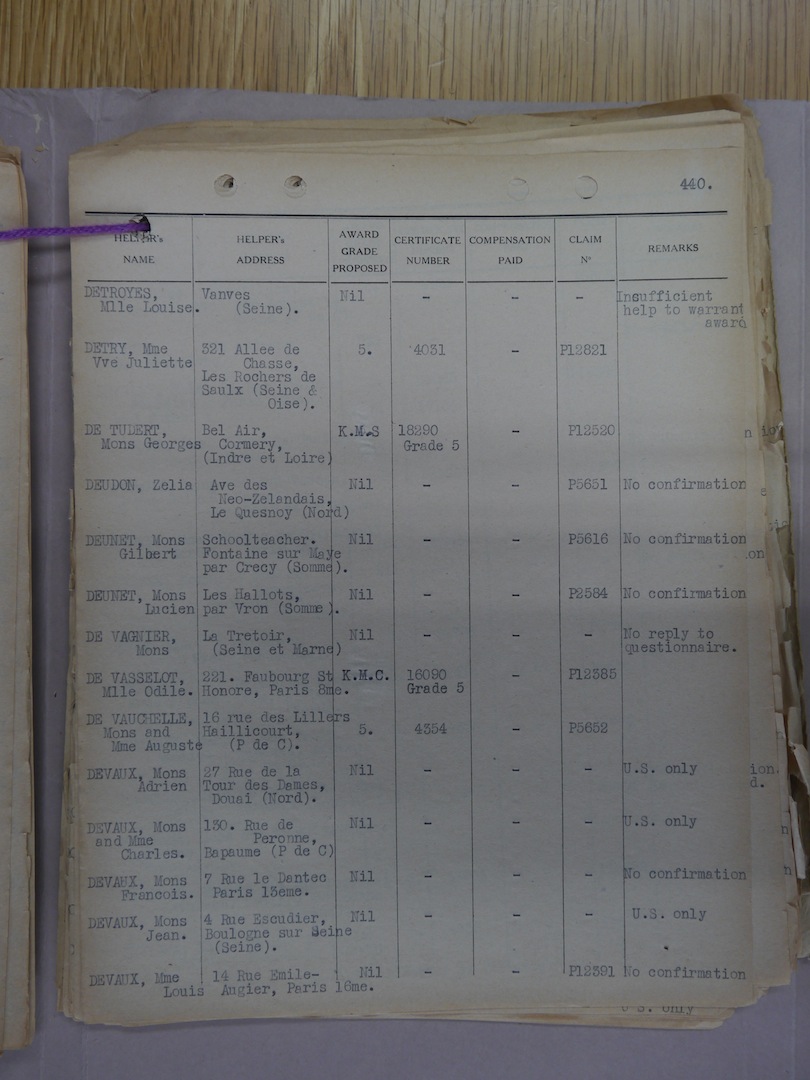 440.
HELPER's NAME HELPER's ADDRESS AWARD GRADE PROPOSED CERTIFICATE NUMBER COMPENSATION PAID CLAIM N° REMARKS
DETROYES, Vanves Nil - - - Insufficient
Mlle Louise. (Seine). help to warrant
award
DETRY, Mme 321 Allee de 5. 4031 - P12821
Vve Juliette Chasse,
Les Rochers de
Saulx (Seine &
Oise).
DE TUDERT, Bel Air, K.M.S 18290 - P12520
Mons Georges Cormery, Grade 5
(Indre et Loire)
DEUDON, Zelia Ave des Nil - - P5651 No confirmation
Neo-Zelandais,
Le Quesnoy (Nord)
DEUNET, Mons Schoolteacher. Nil - - P5616 No confirmation
Gilbert Fontaine sur Maye
par Crecy (Somme).
DEUNET, Mons Les Hallots, Nil - - P2584 No confirmation
Lucien par Vron (Somme).
DE VAGNIER, La Tretoir, Nil - - - No reply to
Mons (Seine et Marne) questionnaire.
DE VASSELOT, 221. Faubourg St K.M.C. 16090 - P12385
Mlle Odile. Honore, Paris 8me. Grade 5
DE VAUCHELLE, 16 rue des Lillers
Mons and Haillicourt, 5. 4354 - P5652
Mme Auguste (P de C).
DEVAUX, Mons 27 Rue de la Nil - - - U.S. only
Adrien Tour des Dames,
Douai (Nord).
DEVAUX, Mons 130. Rue de Nil - - - U.S. only
and Mme Peronne,
Charles. Bapaume (P de C)
DEVAUX, Mons 7 Rue le Dantec Nil - - - No confirmation
Francois. Paris 13eme.
DEVAUX, Mons 4 Rue Escudier, Nil - - - U.S. only
Jean. Boulogne sur Seine
(Seine).
DEVAUX, Mme 14 Rue Emile- Nil - - P12391 No confirmation
Louis Augier, Paris 16me.
U.S. only